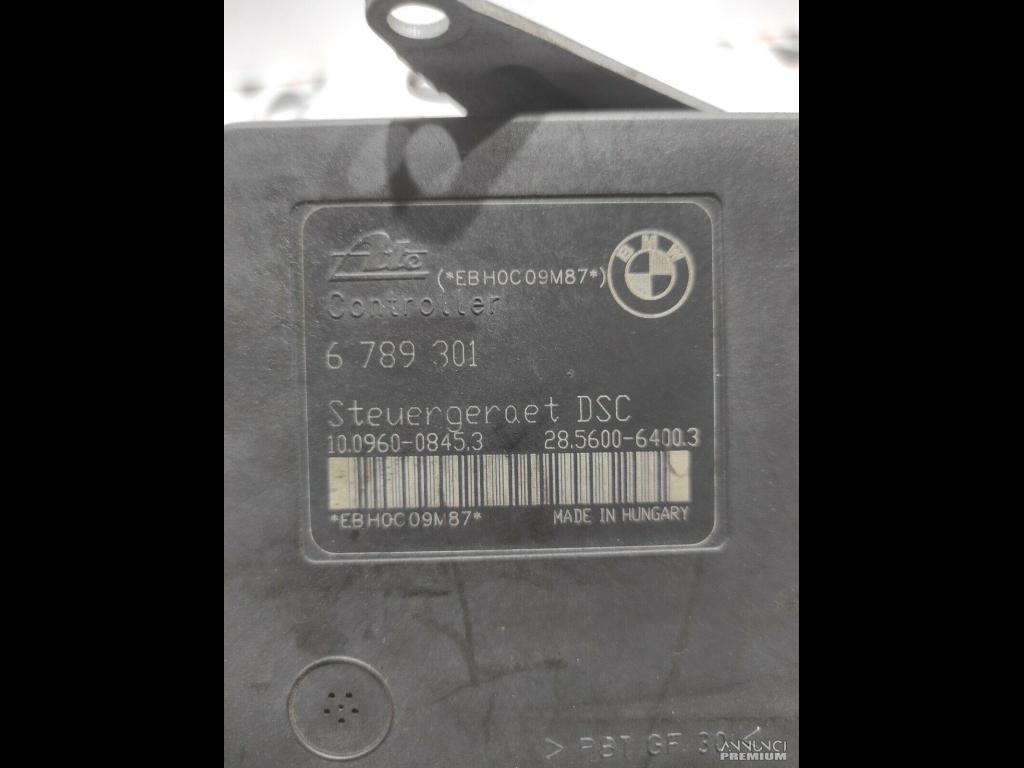 Ate
(*EBH0C09M87*)
BMW
Controller
6 789 301
Steuergeraet DSC
10.0960-0845.3 28.5600-6400.3
*EBH0C09M87*
MADE IN HUNGARY
> PBT GF 30 <
ANNUNCI
PREMIUM